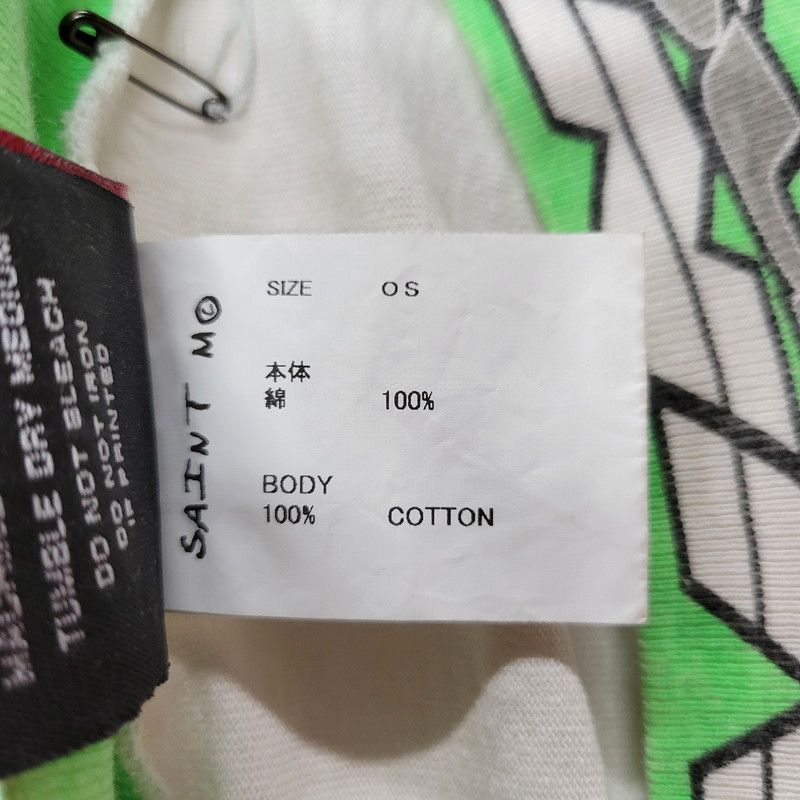 SAINT M©
SIZE OS
本体
綿 100%
BODY
100% COTTON
TUMBLE DRY MEDIUM
DO NOT BLEACH
DO NOT IRON
IF PRINTED